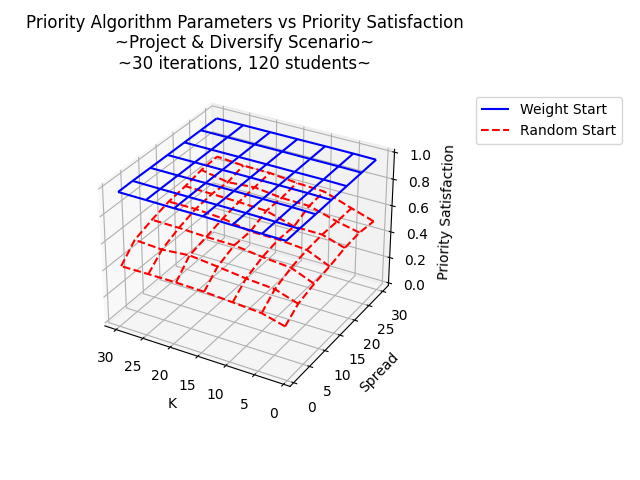 Priority Algorithm Parameters vs Priority Satisfaction
~Project & Diversify Scenario~
~30 iterations, 120 students~
Weight Start
Random Start
Priority Satisfaction
1.0
0.8
0.6
0.4
0.2
0.0
30
25
20
15
10
5
0
Spread
30
25
20
15
10
5
0
K